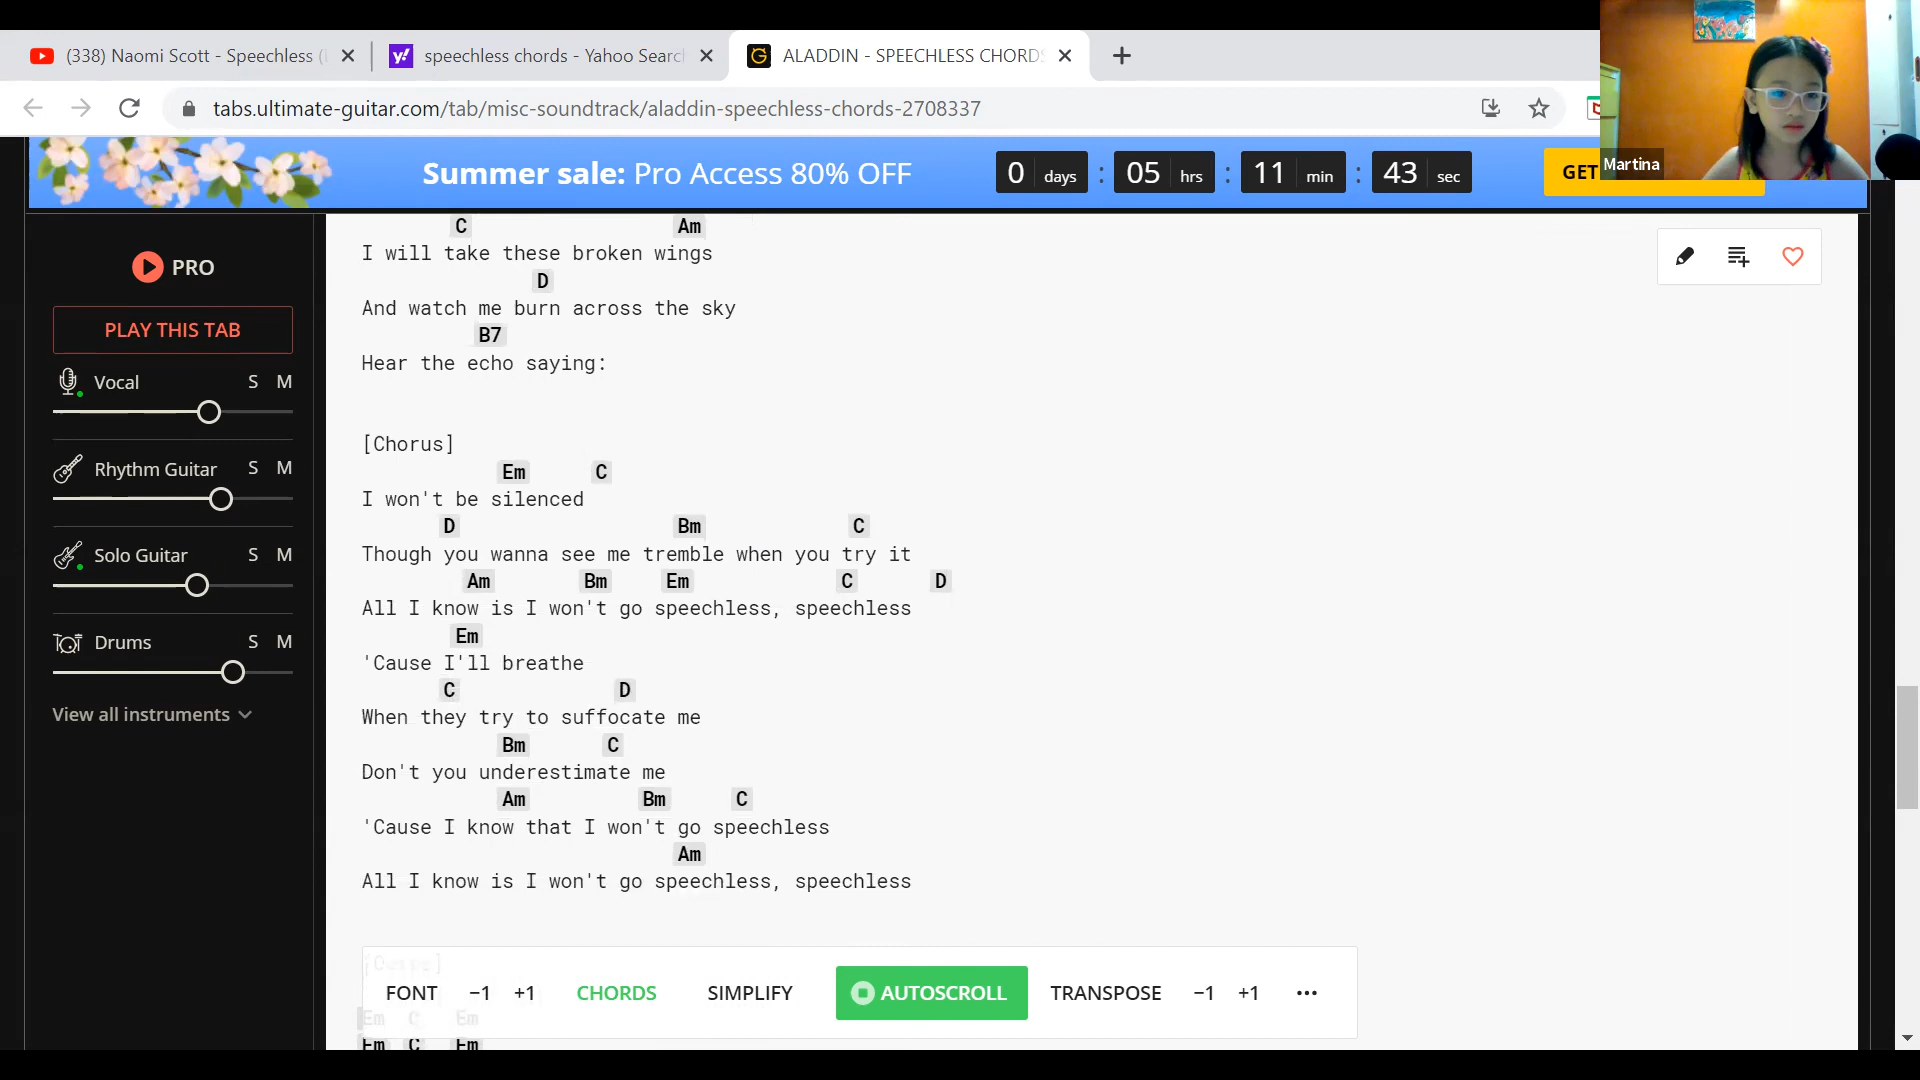 (338) Naomi Scott - Speechless (
speechless chords - Yahoo Searc
ALADDIN - SPEECHLESS CHORDS
tabs.ultimate-guitar.com/tab/misc-soundtrack/aladdin-speechless-chords-2708337
Martina
Summer sale: Pro Access 80% OFF
0 days : 05 hrs : 11 min : 43 sec
GET
PRO
PLAY THIS TAB
Vocal S M
Rhythm Guitar S M
Solo Guitar S M
Drums S M
View all instruments
C Am
I will take these broken wings
D
And watch me burn across the sky
B7
Hear the echo saying:
[Chorus]
Em C
I won't be silenced
D Bm C
Though you wanna see me tremble when you try it
Am Bm Em C D
All I know is I won't go speechless, speechless
Em
'Cause I'll breathe
C D
When they try to suffocate me
Bm C
Don't you underestimate me
Am Bm C
'Cause I know that I won't go speechless
Am
All I know is I won't go speechless, speechless
FONT −1 +1 CHORDS SIMPLIFY AUTOSCROLL TRANSPOSE −1 +1
Em C Em
Em C Em